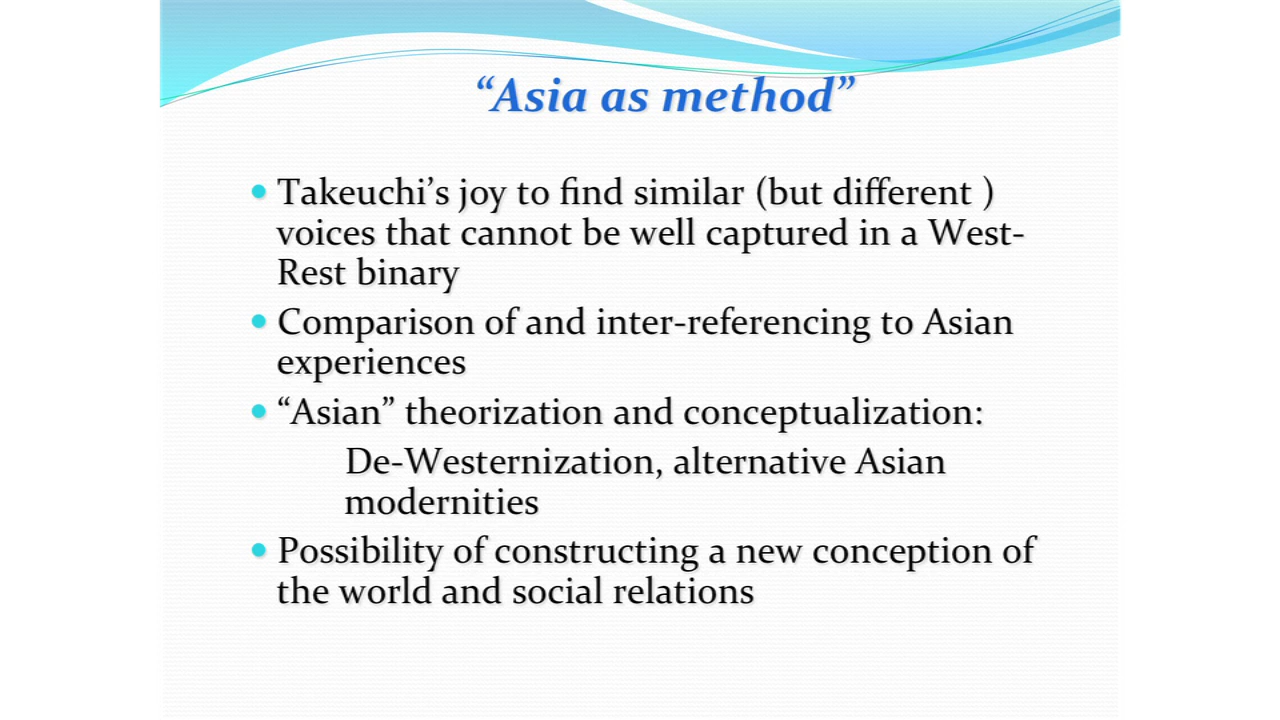 “Asia as method”
• Takeuchi’s joy to find similar (but different )
voices that cannot be well captured in a West-
Rest binary
• Comparison of and inter-referencing to Asian
experiences
• “Asian” theorization and conceptualization:
De-Westernization, alternative Asian
modernities
• Possibility of constructing a new conception of
the world and social relations